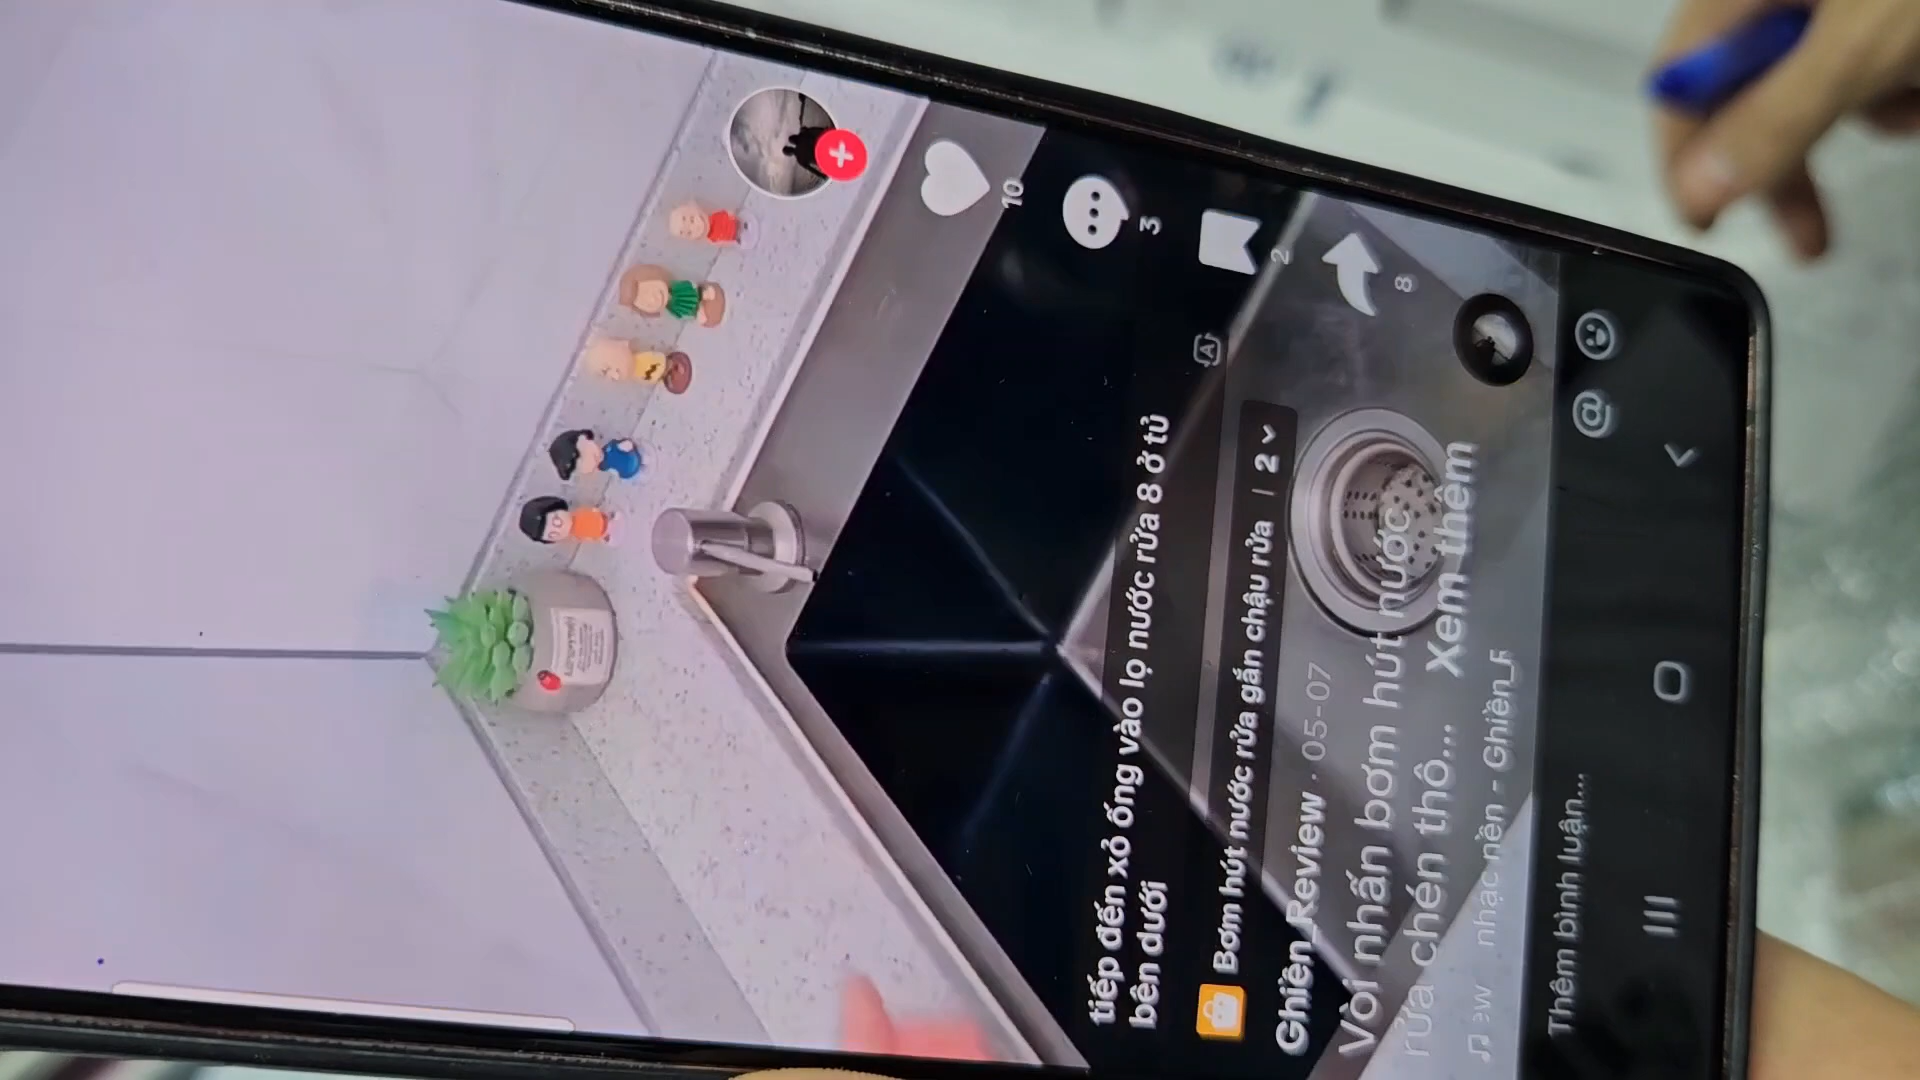 10
3
2
8
tiếp đến xỏ ống vào lọ nước rửa 8 ở tủ
bên dưới
Bơm hút nước rửa gắn chậu rửa | 2
Ghiền_Review · 05-07
Vòi nhấn bơm hút nước
rửa chén thô... Xem thêm
ew nhạc nền - Ghiền_
Thêm bình luận...
@